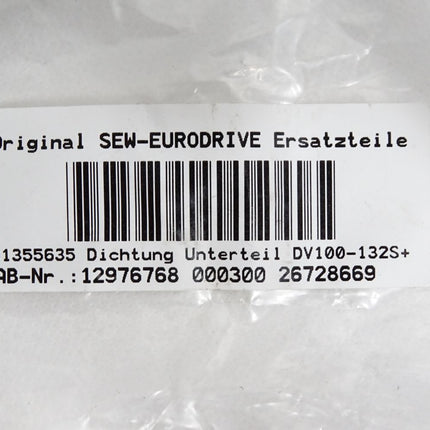 Original SEW-EURODRIVE Ersatzteile
1355635 Dichtung Unterteil DV100-132S+
AB-Nr.:12976768 000300 26728669